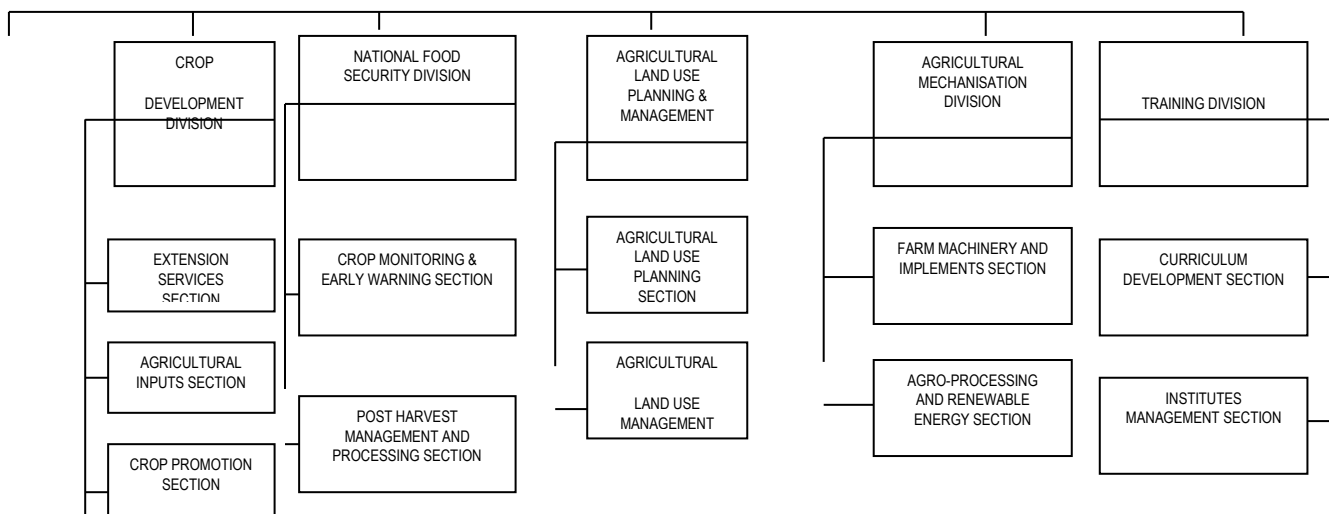 CROP
DEVELOPMENT
DIVISION
NATIONAL FOOD
SECURITY DIVISION
AGRICULTURAL
LAND USE
PLANNING &
MANAGEMENT
AGRICULTURAL
MECHANISATION
DIVISION
TRAINING DIVISION
EXTENSION
SERVICES
SECTION
CROP MONITORING &
EARLY WARNING SECTION
AGRICULTURAL
LAND USE
PLANNING
SECTION
FARM MACHINERY AND
IMPLEMENTS SECTION
CURRICULUM
DEVELOPMENT SECTION
AGRICULTURAL
INPUTS SECTION
POST HARVEST
MANAGEMENT AND
PROCESSING SECTION
AGRICULTURAL
LAND USE
MANAGEMENT
AGRO-PROCESSING
AND RENEWABLE
ENERGY SECTION
INSTITUTES
MANAGEMENT SECTION
CROP PROMOTION
SECTION